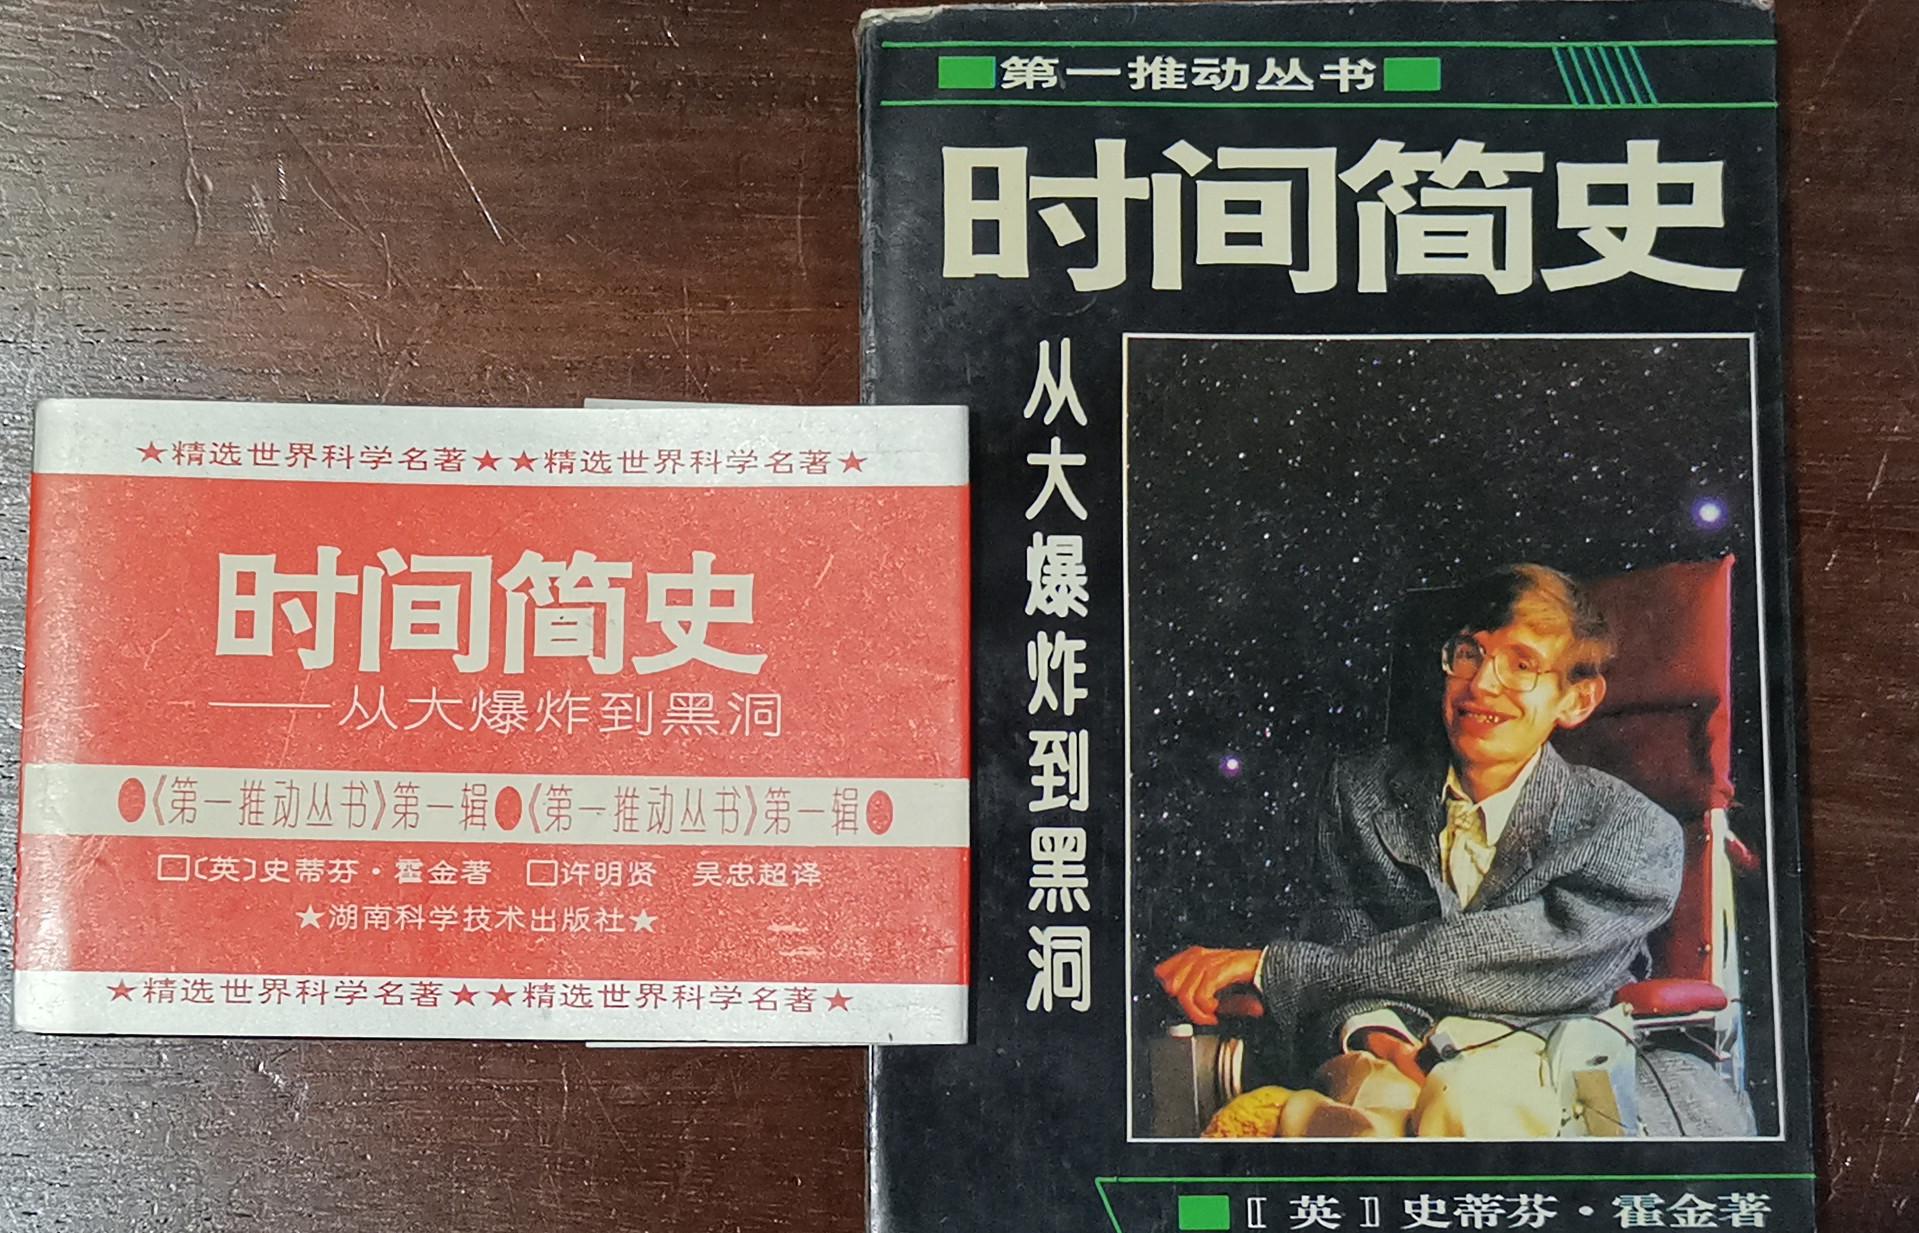 ★精选世界科学名著★★精选世界科学名著★
时间简史
——从大爆炸到黑洞
●《第一推动丛书》第一辑●《第一推动丛书》第一辑●
□〔英〕史蒂芬·霍金著 □许明贤 吴忠超译
★湖南科学技术出版社★
★精选世界科学名著★★精选世界科学名著★
第一推动丛书
时间简史
从大爆炸到黑洞
〖英〗史蒂芬·霍金著